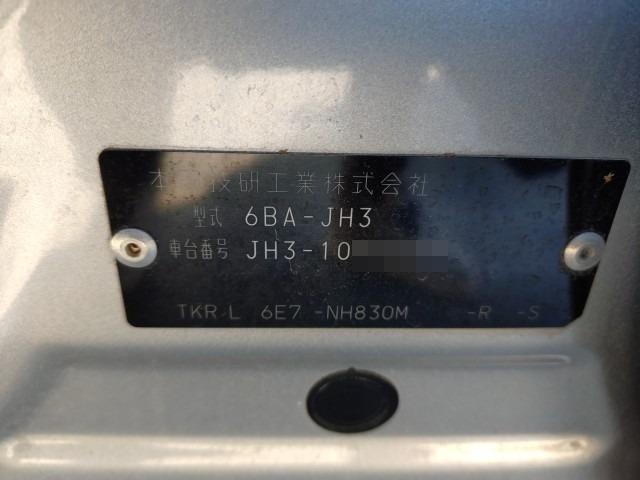 本田技研工業株式会社
型式 6BA-JH3
車台番号 JH3-10
TKR L 6E7 -NH830M -R -S